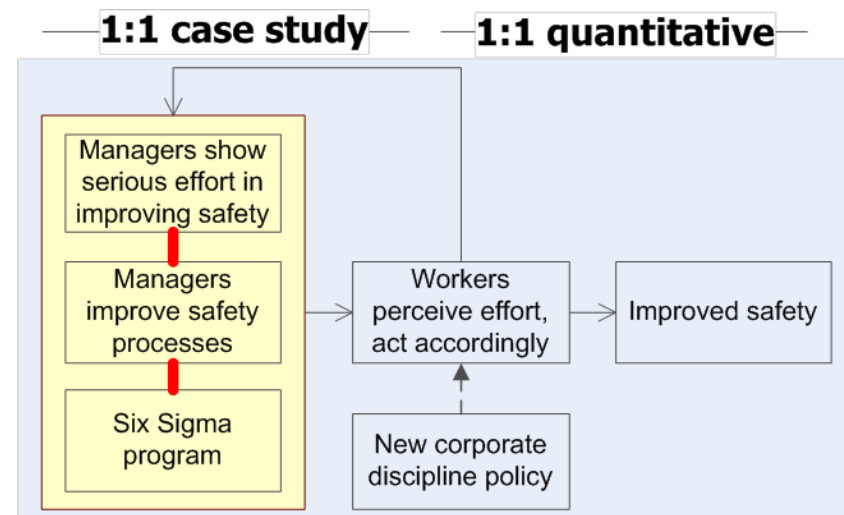 1:1 case study
1:1 quantitative
Managers show
serious effort in
improving safety
Managers
improve safety
processes
Six Sigma
program
Workers
perceive effort,
act accordingly
New corporate
discipline policy
Improved safety